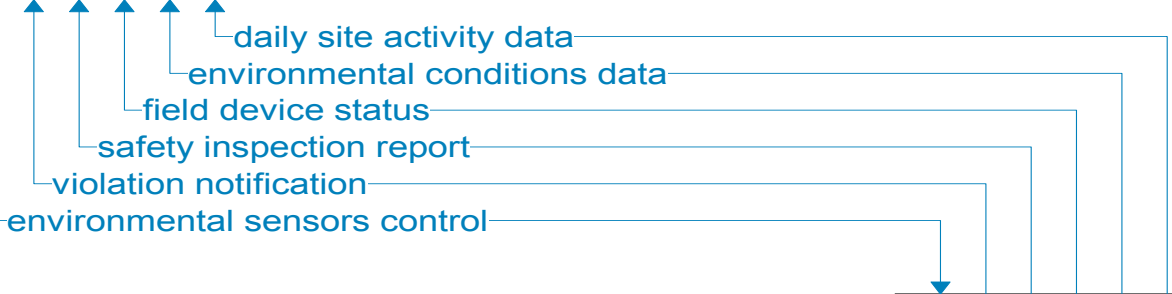 daily site activity data
environmental conditions data
field device status
safety inspection report
violation notification
environmental sensors control